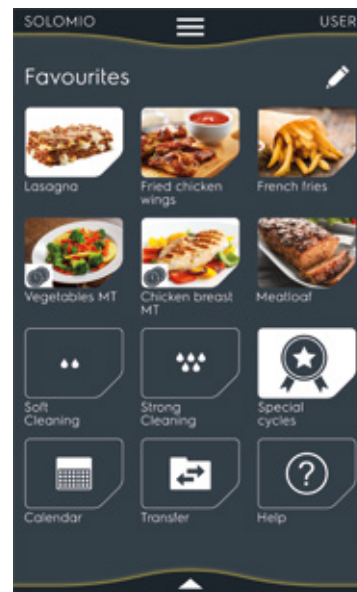 SOLOMIO USER
Favourites
Lasagna
Fried chicken
wings
French fries
Vegetables MT
Chicken breast
MT
Meatloaf
Soft
Cleaning
Strong
Cleaning
Special
cycles
Calendar
Transfer
Help